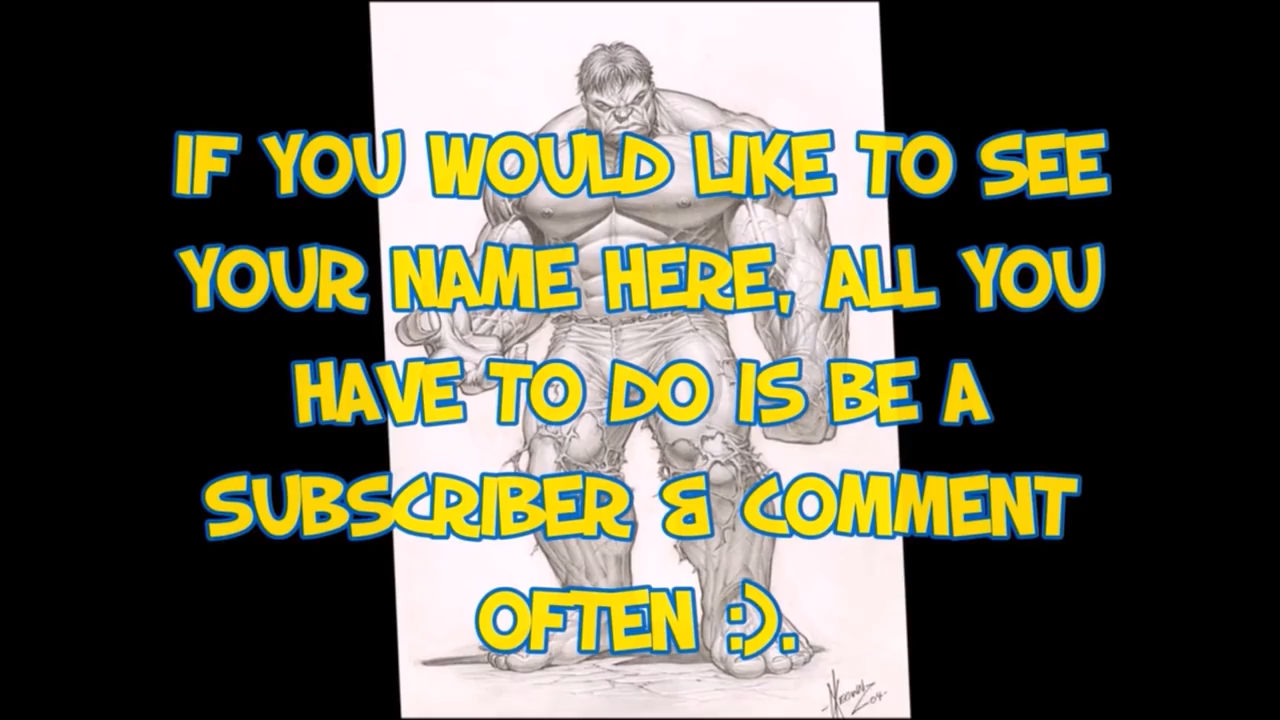 IF YOU WOULD LIKE TO SEE
YOUR NAME HERE, ALL YOU
HAVE TO DO IS BE A
SUBSCRIBER & COMMENT
OFTEN :).